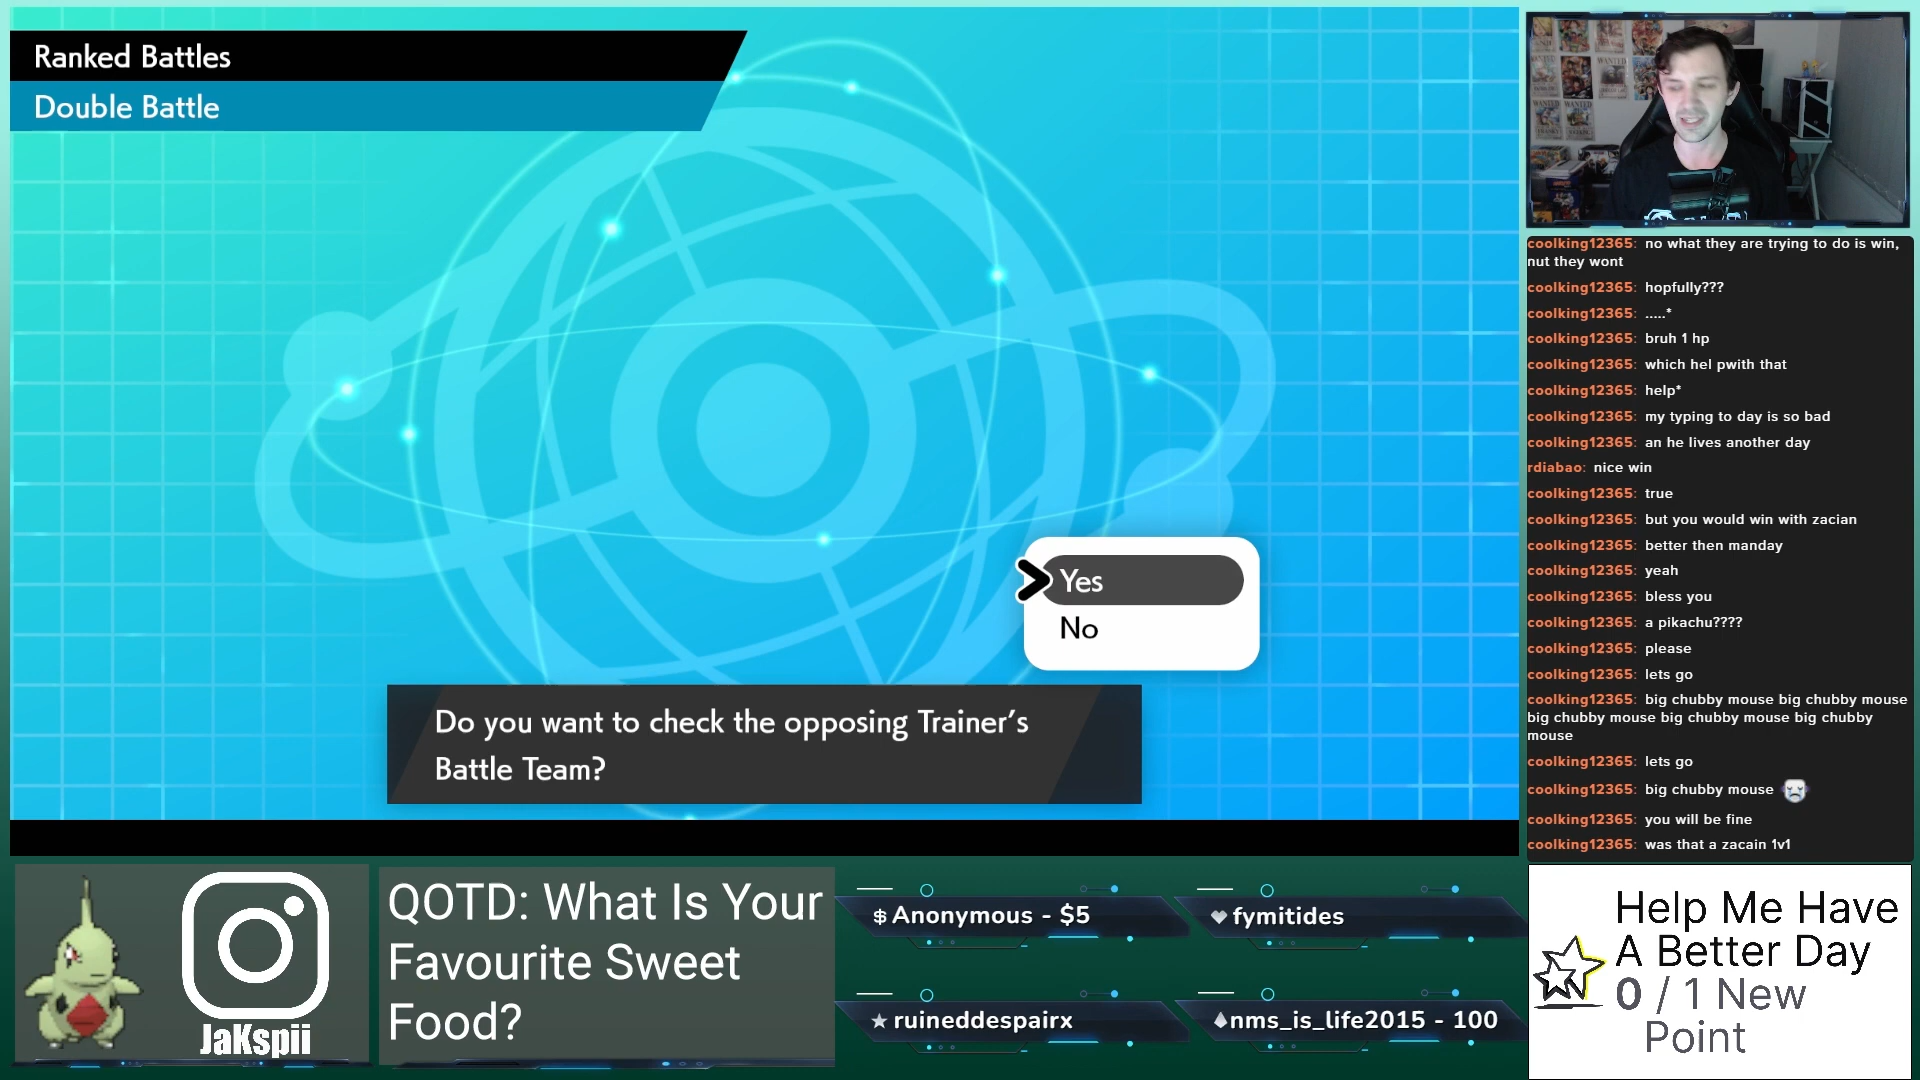 Ranked Battles
Double Battle
Yes
No
Do you want to check the opposing Trainer's
Battle Team?
WANTED
WANTED
WANTED
coolking12365: no what they are trying to do is win,
nut they wont
coolking12365: hopfully???
coolking12365: .....*
coolking12365: bruh 1 hp
coolking12365: which hel pwith that
coolking12365: help*
coolking12365: my typing to day is so bad
coolking12365: an he lives another day
rdiabao: nice win
coolking12365: true
coolking12365: but you would win with zacian
coolking12365: better then manday
coolking12365: yeah
coolking12365: bless you
coolking12365: a pikachu????
coolking12365: please
coolking12365: lets go
coolking12365: big chubby mouse big chubby mouse
big chubby mouse big chubby mouse big chubby
mouse
coolking12365: lets go
coolking12365: big chubby mouse
coolking12365: you will be fine
coolking12365: was that a zacain 1v1
JaKspii
QOTD: What Is Your
Favourite Sweet
Food?
Anonymous - $5
fymitides
ruineddespairx
nms_is_life2015 - 100
Help Me Have
A Better Day
0 / 1 New
Point